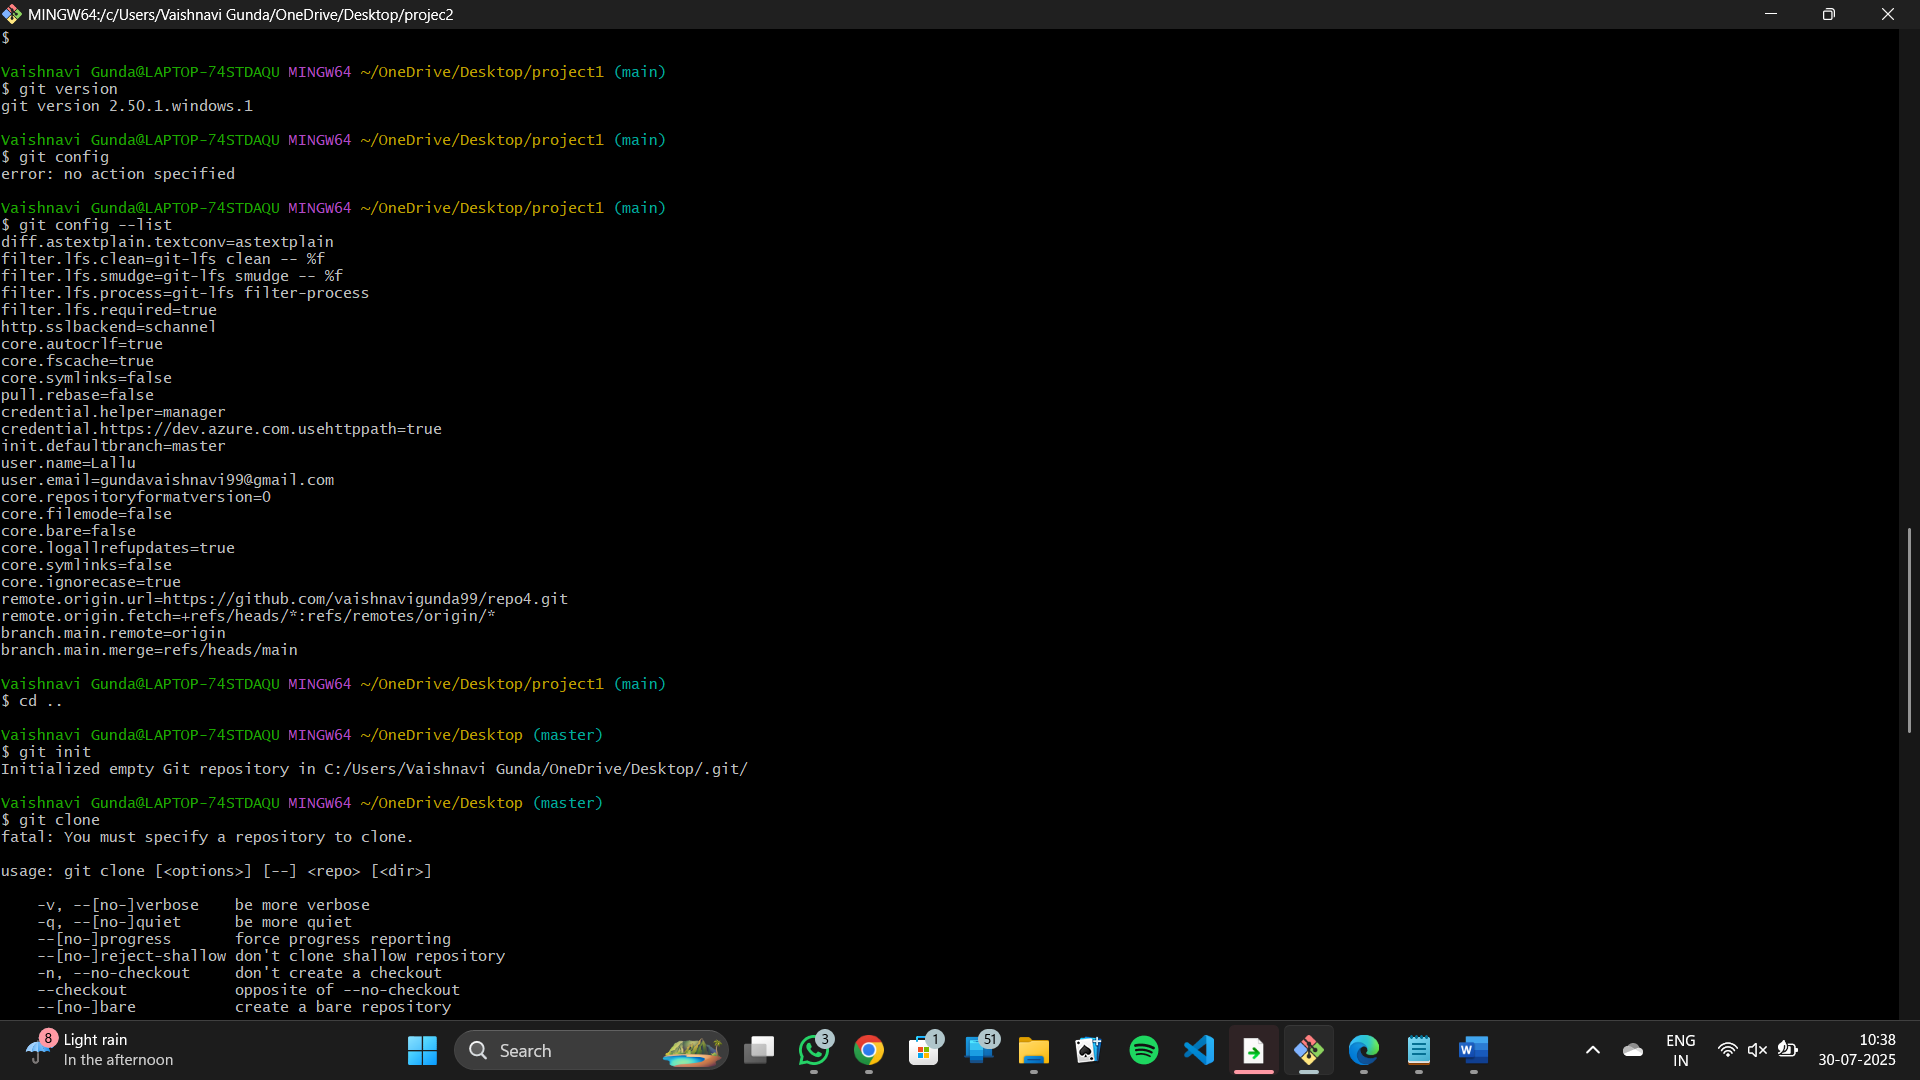 MINGW64:/c/Users/Vaishnavi Gunda/OneDrive/Desktop/projec2
$
Vaishnavi Gunda@LAPTOP-74STDAQU MINGW64 ~/OneDrive/Desktop/project1 (main)
$ git version
git version 2.50.1.windows.1
Vaishnavi Gunda@LAPTOP-74STDAQU MINGW64 ~/OneDrive/Desktop/project1 (main)
$ git config
error: no action specified
Vaishnavi Gunda@LAPTOP-74STDAQU MINGW64 ~/OneDrive/Desktop/project1 (main)
$ git config --list
diff.astextplain.textconv=astextplain
filter.lfs.clean=git-lfs clean -- %f
filter.lfs.smudge=git-lfs smudge -- %f
filter.lfs.process=git-lfs filter-process
filter.lfs.required=true
http.sslbackend=schannel
core.autocrlf=true
core.fscache=true
core.symlinks=false
pull.rebase=false
credential.helper=manager
credential.https://dev.azure.com.usehttppath=true
init.defaultbranch=master
user.name=Lallu
user.email=gundavaishnavi99@gmail.com
core.repositoryformatversion=0
core.filemode=false
core.bare=false
core.logallrefupdates=true
core.symlinks=false
core.ignorecase=true
remote.origin.url=https://github.com/vaishnavigunda99/repo4.git
remote.origin.fetch=+refs/heads/*:refs/remotes/origin/*
branch.main.remote=origin
branch.main.merge=refs/heads/main
Vaishnavi Gunda@LAPTOP-74STDAQU MINGW64 ~/OneDrive/Desktop/project1 (main)
$ cd ..
Vaishnavi Gunda@LAPTOP-74STDAQU MINGW64 ~/OneDrive/Desktop (master)
$ git init
Initialized empty Git repository in C:/Users/Vaishnavi Gunda/OneDrive/Desktop/.git/
Vaishnavi Gunda@LAPTOP-74STDAQU MINGW64 ~/OneDrive/Desktop (master)
$ git clone
fatal: You must specify a repository to clone.
usage: git clone [<options>] [--] <repo> [<dir>]
-v, --[no-]verbose    be more verbose
-q, --[no-]quiet      be more quiet
--[no-]progress       force progress reporting
--[no-]reject-shallow don't clone shallow repository
-n, --no-checkout     don't create a checkout
--checkout            opposite of --no-checkout
--[no-]bare           create a bare repository
8 Light rain
In the afternoon
Search
3
1
51
W
ENG
IN
10:38
30-07-2025